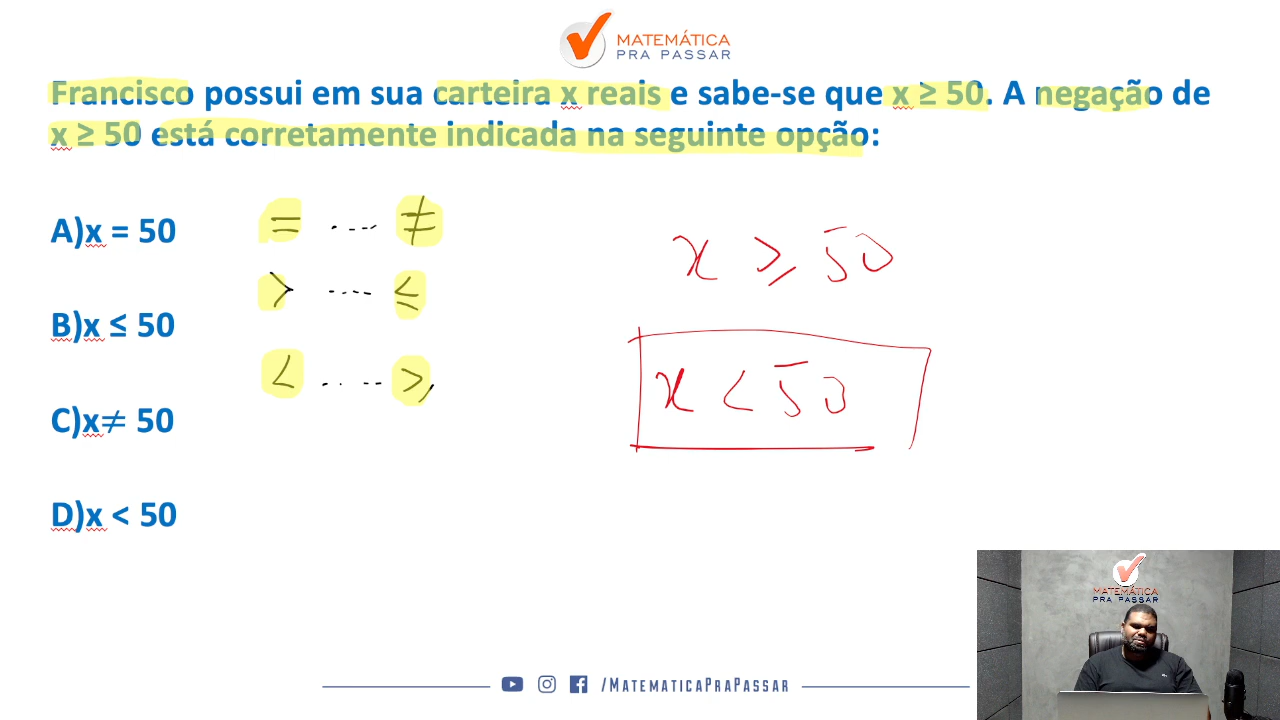 MATEMÁTICA
PRA PASSAR
Francisco possui em sua carteira x reais e sabe-se que x ≥ 50. A negação de
x ≥ 50 está corretamente indicada na seguinte opção:
A)x = 50
= .... ≠
x ≥ 50
> .... ≤
B)x ≤ 50
x < 50
< .... ≥
C)x≠ 50
D)x < 50
MATEMÁTICA
PRA PASSAR
/MATEMATICAPRAPASSAR